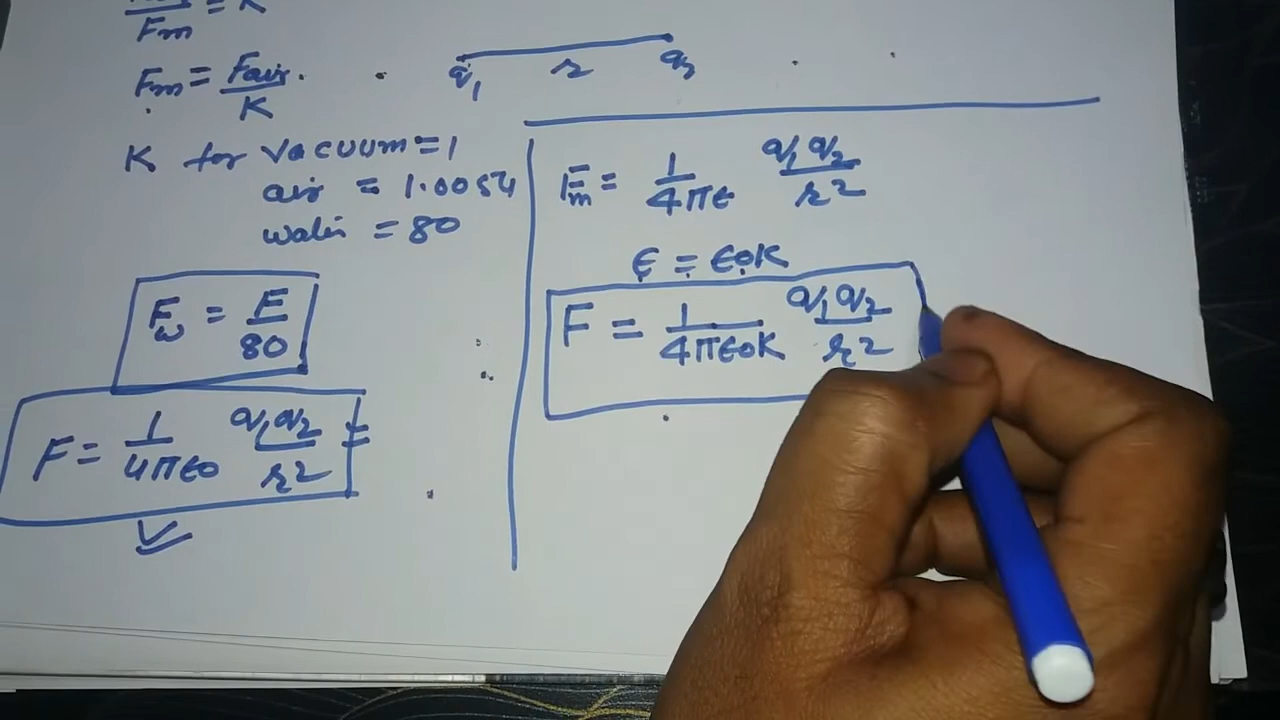 Fm = K
Fm = Fair / K
q1 r q2
K for vacuum = 1
air = 1.0054
water = 80
Fw = F / 80
F = 1 / 4πϵ0 q1q2 / r2 =
Fm = 1 / 4πϵ q1q2 / r2
ϵ = ϵ0K
F = 1 / 4πϵ0K q1q2 / r2